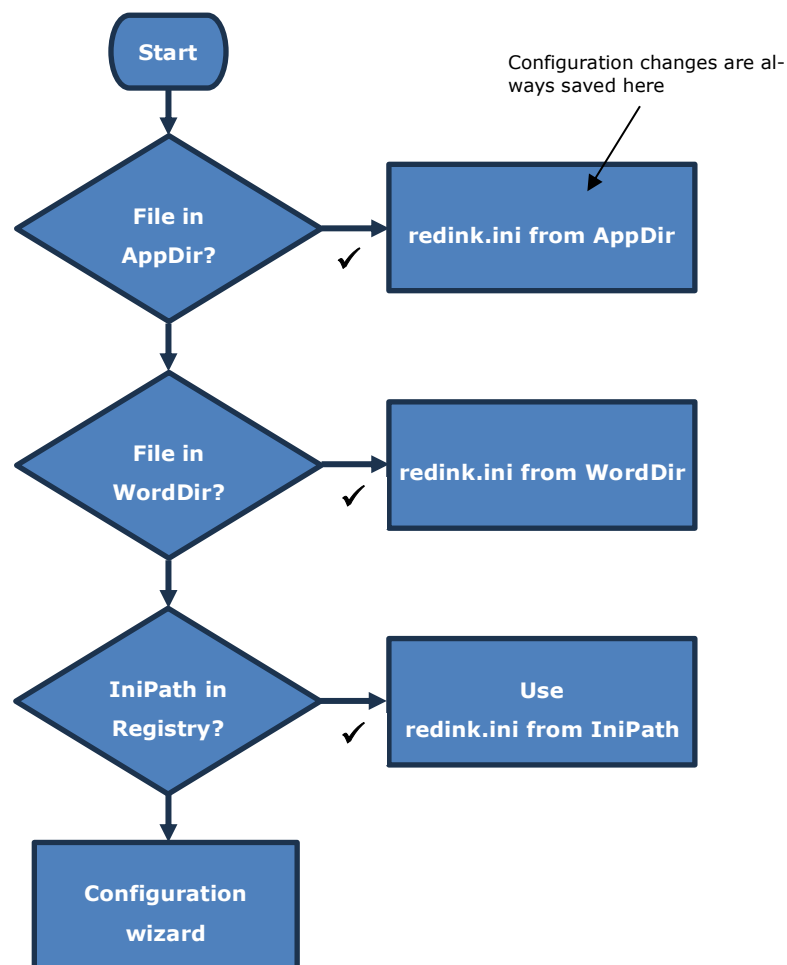 Start
Configuration changes are al-
ways saved here
File in
AppDir?
✓
redink.ini from AppDir
File in
WordDir?
✓
redink.ini from WordDir
IniPath in
Registry?
✓
Use
redink.ini from IniPath
Configuration
wizard